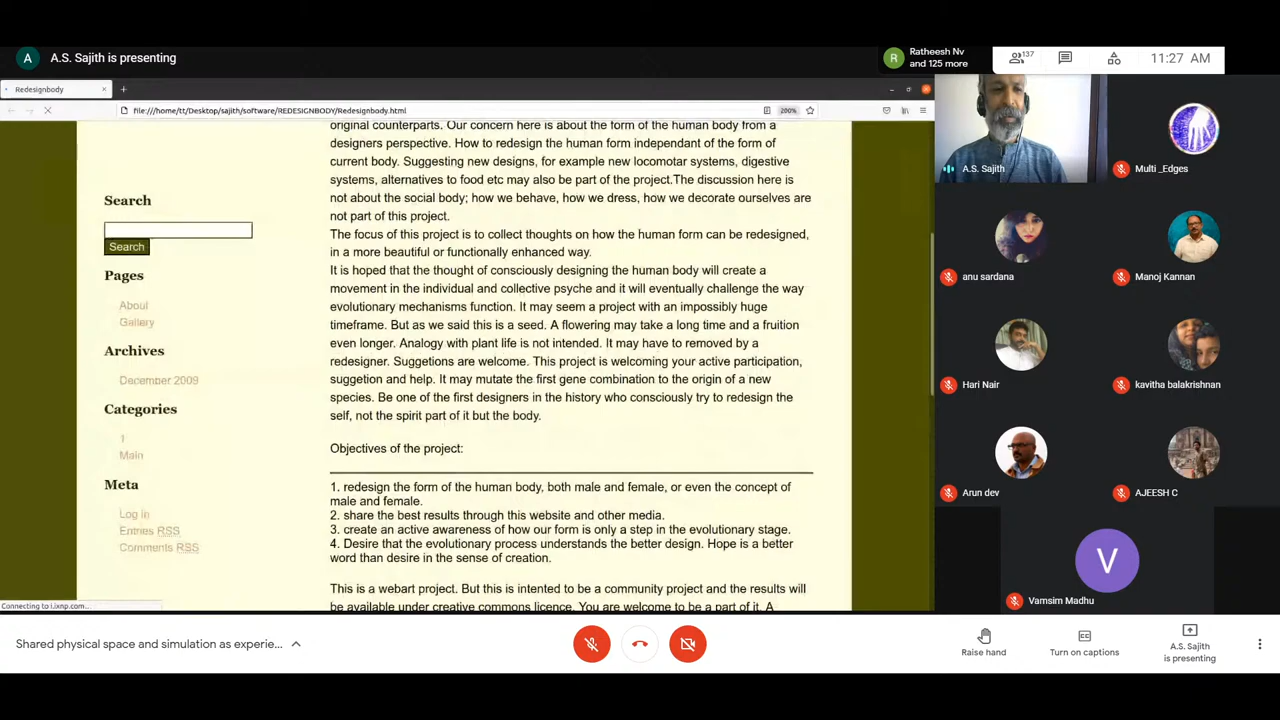 A
A.S. Sajith is presenting
R
Ratheesh Nv
and 125 more
137
11:27 AM
Redesignbody
file:///home/tt/Desktop/sajith/software/REDESIGNBODY/Redesignbody.html
200%
Search
Search
Pages
About
Gallery
Archives
December 2009
Categories
1
Main
Meta
Log in
Entries RSS
Comments RSS
Connecting to i.ixnp.com...
original counterparts. Our concern here is about the form of the human body from a
designers perspective. How to redesign the human form independant of the form of
current body. Suggesting new designs, for example new locomotar systems, digestive
systems, alternatives to food etc may also be part of the project.The discussion here is
not about the social body; how we behave, how we dress, how we decorate ourselves are
not part of this project.
The focus of this project is to collect thoughts on how the human form can be redesigned,
in a more beautiful or functionally enhanced way.
It is hoped that the thought of consciously designing the human body will create a
movement in the individual and collective psyche and it will eventually challenge the way
evolutionary mechanisms function. It may seem a project with an impossibly huge
timeframe. But as we said this is a seed. A flowering may take a long time and a fruition
even longer. Analogy with plant life is not intended. It may have to removed by a
redesigner. Suggetions are welcome. This project is welcoming your active participation,
suggetion and help. It may mutate the first gene combination to the origin of a new
species. Be one of the first designers in the history who consciously try to redesign the
self, not the spirit part of it but the body.
Objectives of the project:
1. redesign the form of the human body, both male and female, or even the concept of
male and female.
2. share the best results through this website and other media.
3. create an active awareness of how our form is only a step in the evolutionary stage.
4. Desire that the evolutionary process understands the better design. Hope is a better
word than desire in the sense of creation.
This is a webart project. But this is intented to be a community project and the results will
be available under creative commons licence. You are welcome to be a part of it. A
A.S. Sajith
Multi _Edges
anu sardana
Manoj Kannan
Hari Nair
kavitha balakrishnan
Arun dev
AJEESH C
V
Vamsim Madhu
Shared physical space and simulation as experie...
Raise hand
Turn on captions
A.S. Sajith
is presenting